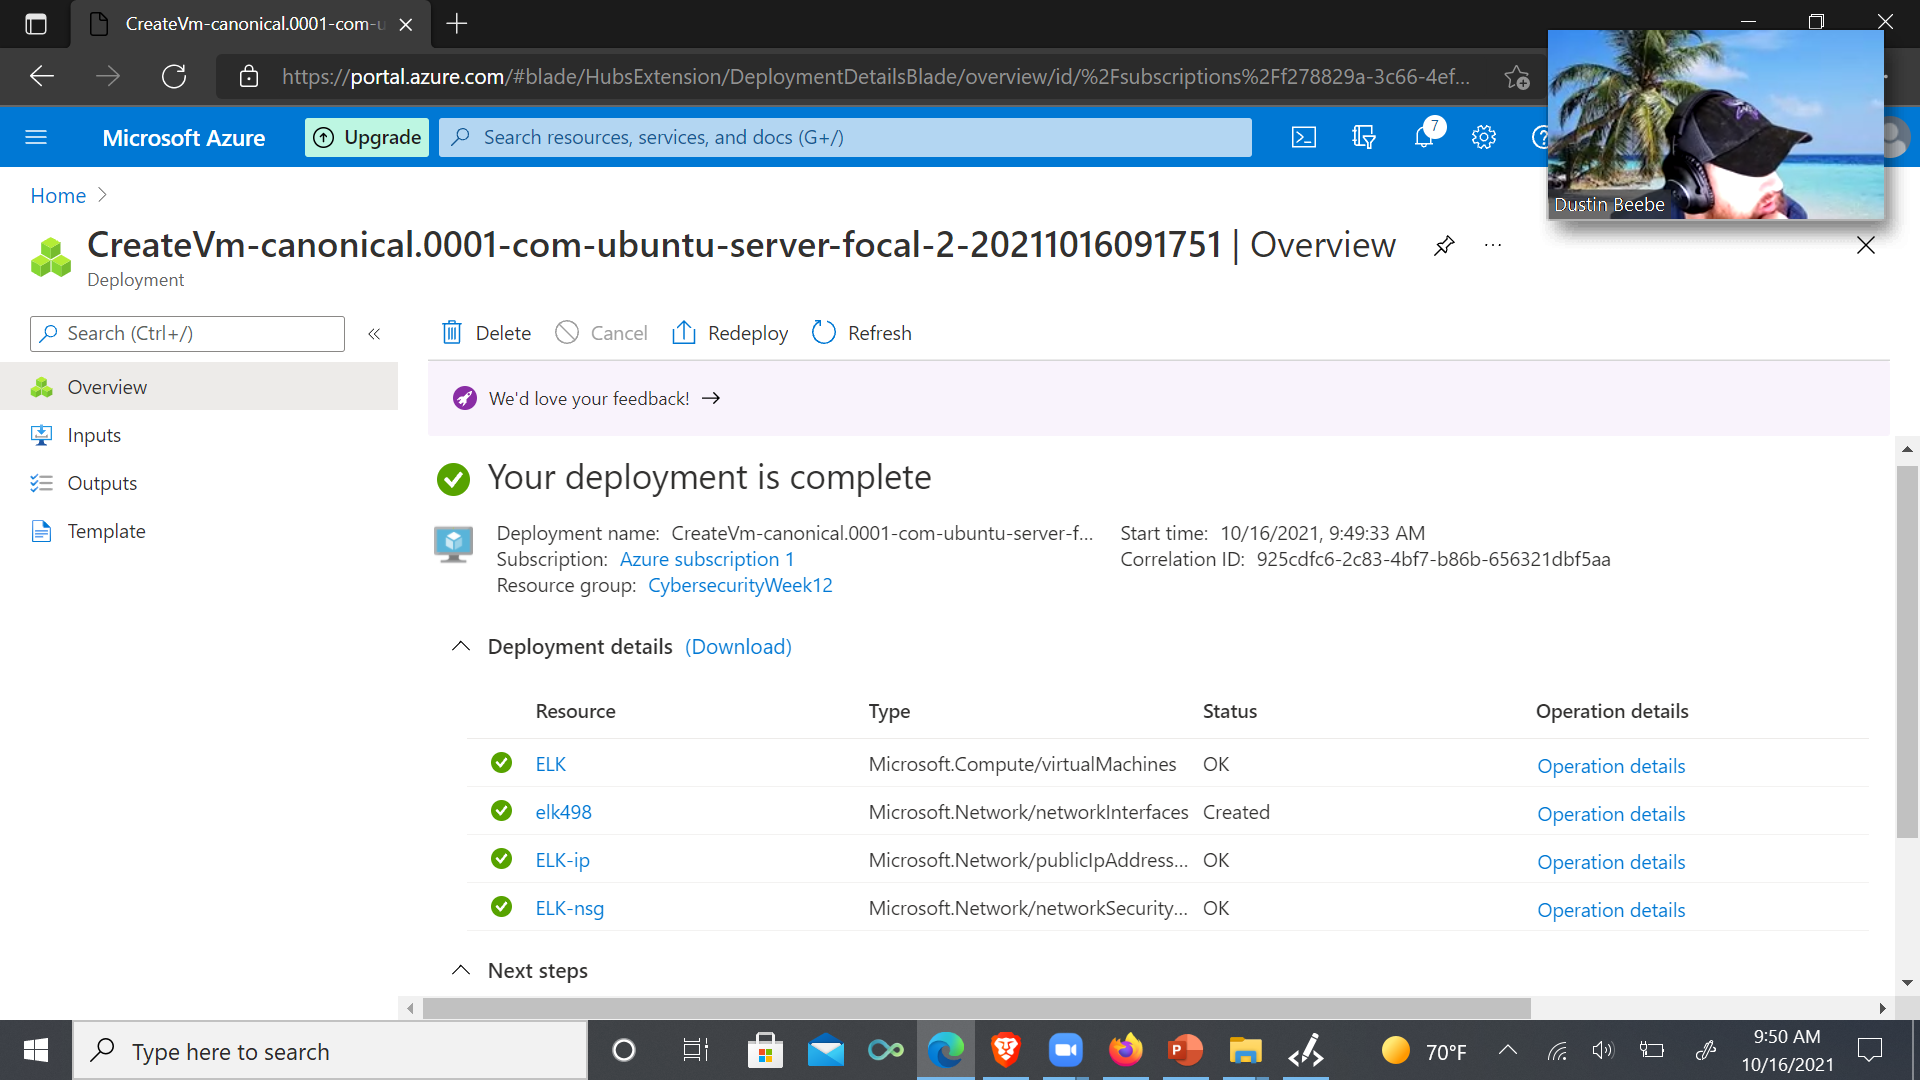 CreateVm-canonical.0001-com-u
https://portal.azure.com/#blade/HubsExtension/DeploymentDetailsBlade/overview/id/%2Fsubscriptions%2Ff278829a-3c66-4ef...
Microsoft Azure
Upgrade
Search resources, services, and docs (G+/)
7
Dustin Beebe
Home
CreateVm-canonical.0001-com-ubuntu-server-focal-2-20211016091751 | Overview
Deployment
Search (Ctrl+/)
Delete
Cancel
Redeploy
Refresh
Overview
Inputs
Outputs
Template
We'd love your feedback! →
Your deployment is complete
Deployment name: CreateVm-canonical.0001-com-ubuntu-server-f...
Subscription: Azure subscription 1
Resource group: CybersecurityWeek12
Start time: 10/16/2021, 9:49:33 AM
Correlation ID: 925cdfc6-2c83-4bf7-b86b-656321dbf5aa
Deployment details (Download)
Resource Type Status Operation details
ELK Microsoft.Compute/virtualMachines OK Operation details
elk498 Microsoft.Network/networkInterfaces Created Operation details
ELK-ip Microsoft.Network/publicIpAddress... OK Operation details
ELK-nsg Microsoft.Network/networkSecurity... OK Operation details
Next steps
Type here to search
70°F
9:50 AM
10/16/2021